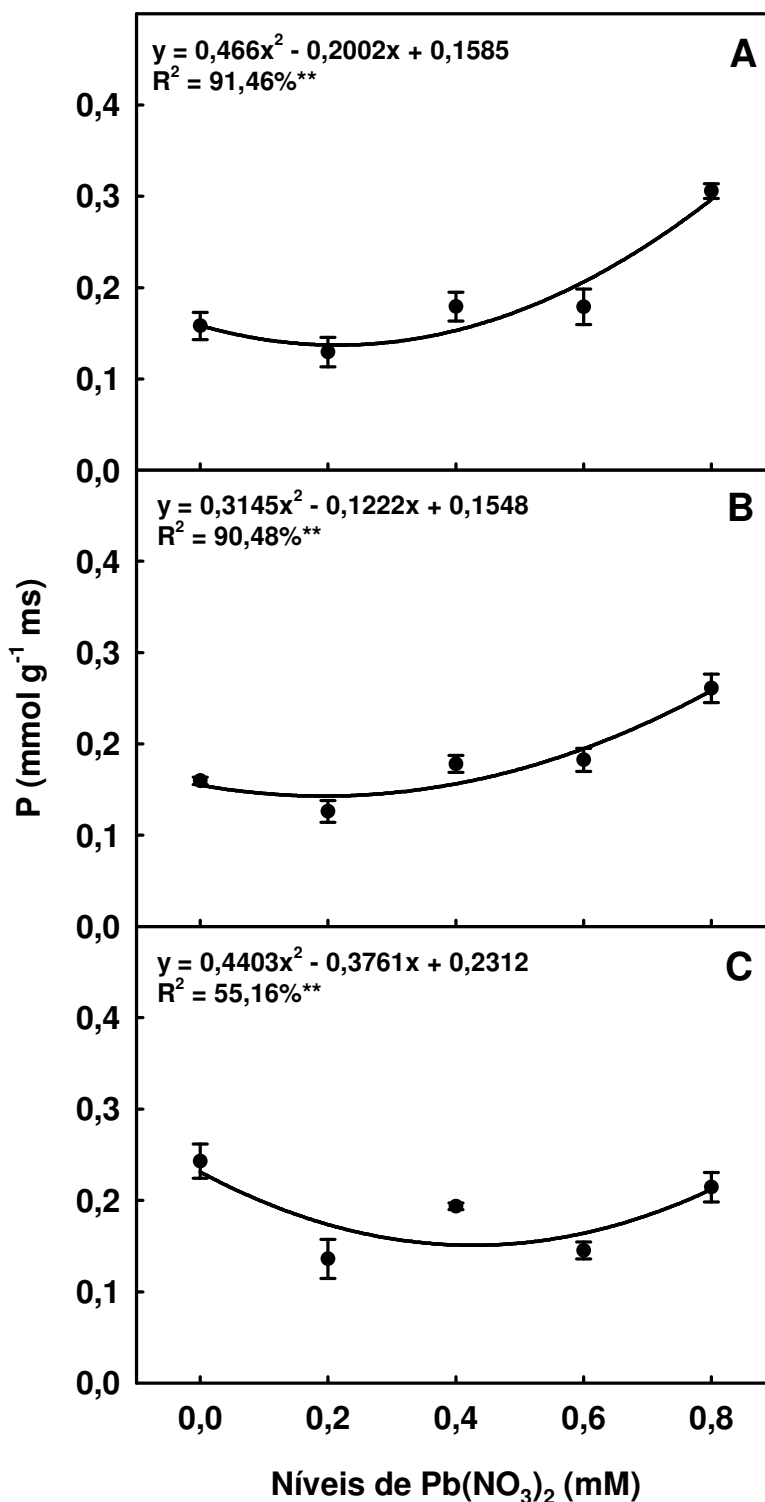 y = 0,466x² - 0,2002x + 0,1585
R² = 91,46%**
A
0,4
0,3
0,2
0,1
0,0
y = 0,3145x² - 0,1222x + 0,1548
R² = 90,48%**
B
0,4
0,3
0,2
0,1
0,0
P (mmol g⁻¹ ms)
y = 0,4403x² - 0,3761x + 0,2312
R² = 55,16%**
C
0,4
0,3
0,2
0,1
0,0
0,0 0,2 0,4 0,6 0,8
Níveis de Pb(NO₃)₂ (mM)